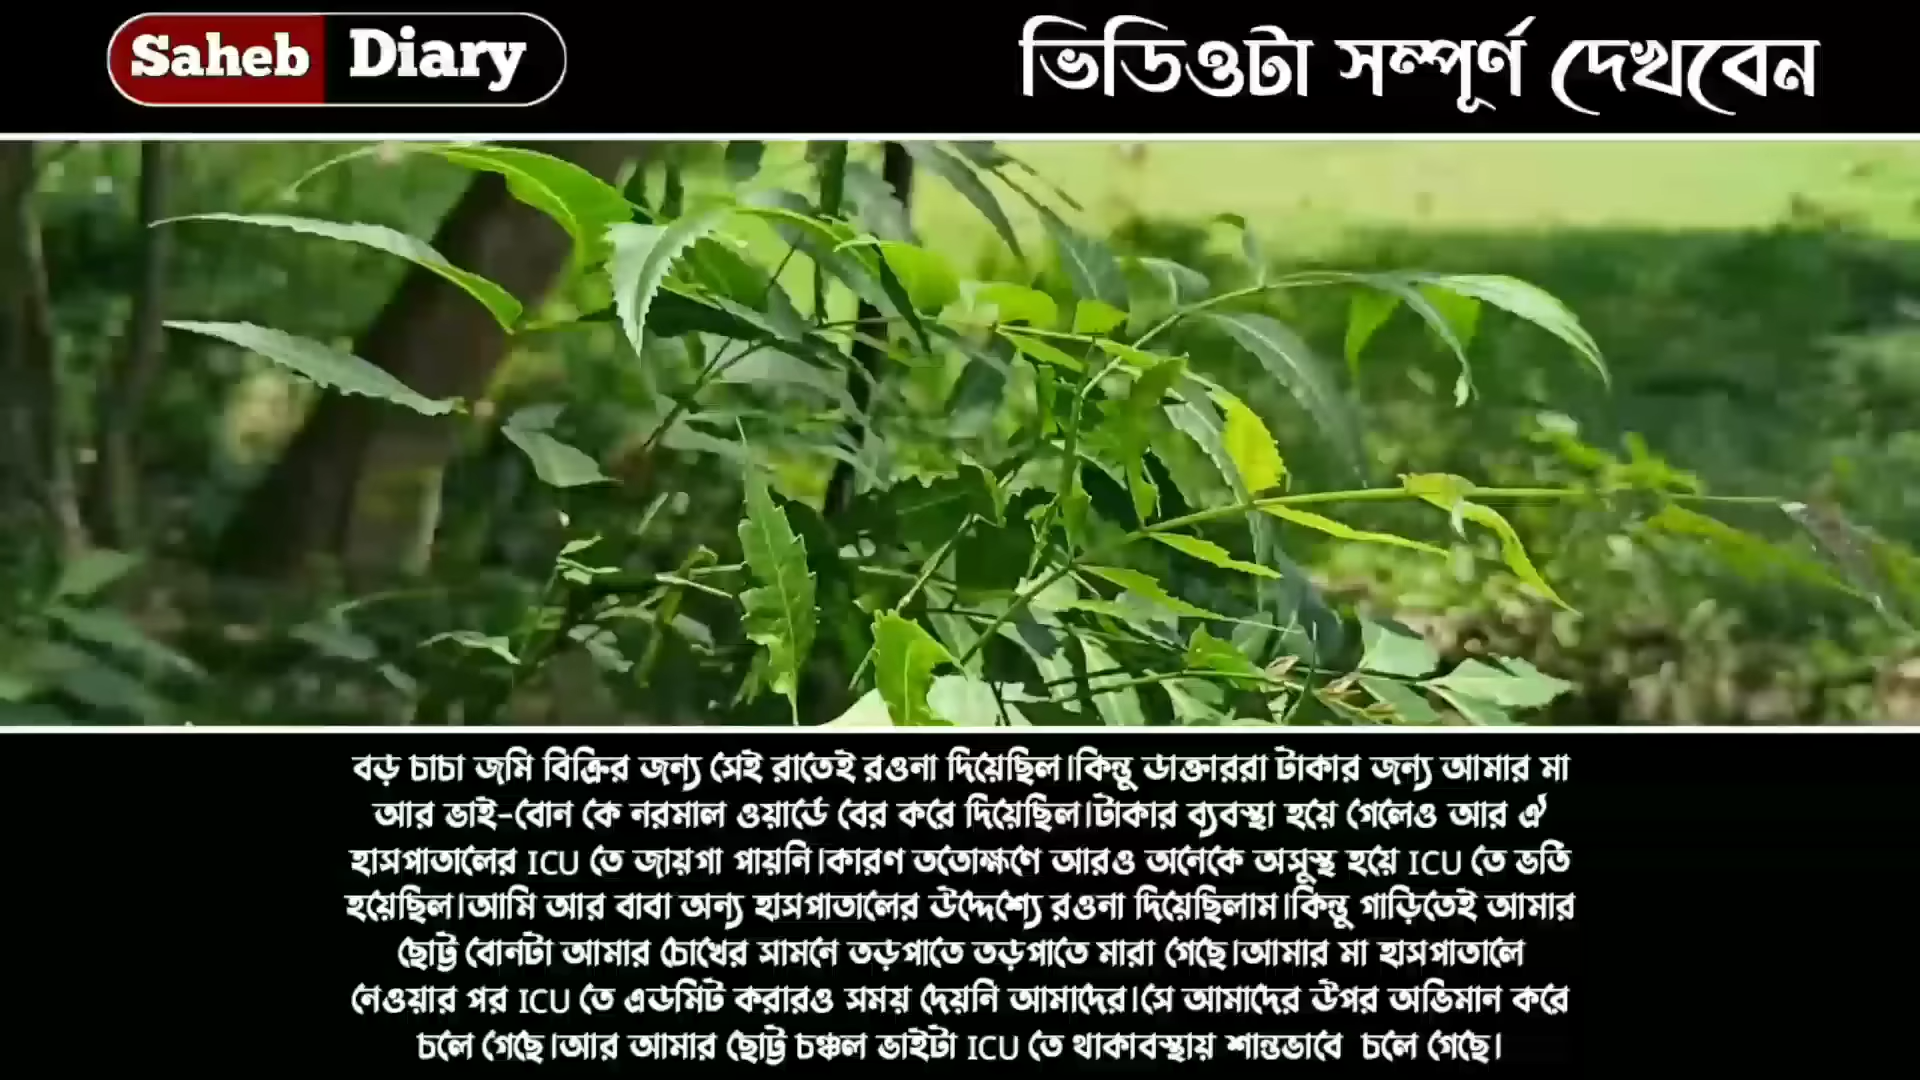 Saheb Diary
ভিডিওটা সম্পূর্ণ দেখবেন
বড় চাচা জমি বিক্রির জন্য সেই রাতেই রওনা দিয়েছিল।কিন্তু ডাক্তাররা টাকার জন্য আমার মা
আর ভাই-বোন কে নরমাল ওয়ার্ডে বের করে দিয়েছিল।টাকার ব্যবস্থা হয়ে গেলেও আর ঐ
হাসপাতালের ICU তে জায়গা পায়নি।কারণ ততোক্ষণে আরও অনেকে অসুস্থ হয়ে ICU তে ভর্তি
হয়েছিল।আমি আর বাবা অন্য হাসপাতালের উদ্দেশ্যে রওনা দিয়েছিলাম।কিন্তু গাড়িতেই আমার
ছোট্ট বোনটা আমার চোখের সামনে তড়পাতে তড়পাতে মারা গেছে।আমার মা হাসপাতালে
নেওয়ার পর ICU তে এডমিট করারও সময় দেয়নি আমাদের।সে আমাদের উপর অভিমান করে
চলে গেছে।আর আমার ছোট্ট চঞ্চল ভাইটা ICU তে থাকাবস্থায় শান্তভাবে চলে গেছে।